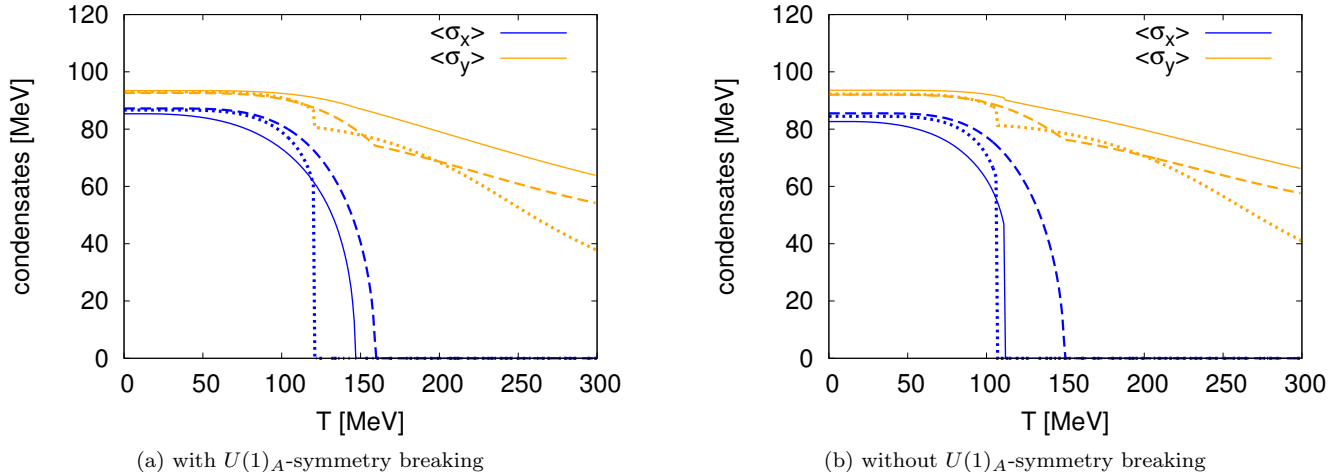 120
100
80
60
40
20
0
condensates [MeV]
<σx>
<σy>
0 50 100 150 200 250 300
T [MeV]
(a) with U(1)A-symmetry breaking
120
100
80
60
40
20
0
condensates [MeV]
<σx>
<σy>
0 50 100 150 200 250 300
T [MeV]
(b) without U(1)A-symmetry breaking